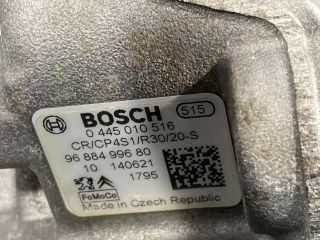 BOSCH 515
0 445 010 516
CR/CP4S1/R30/20-S
96 884 996 80
10 140621
1795
FoMoCo
Made in Czech Republic